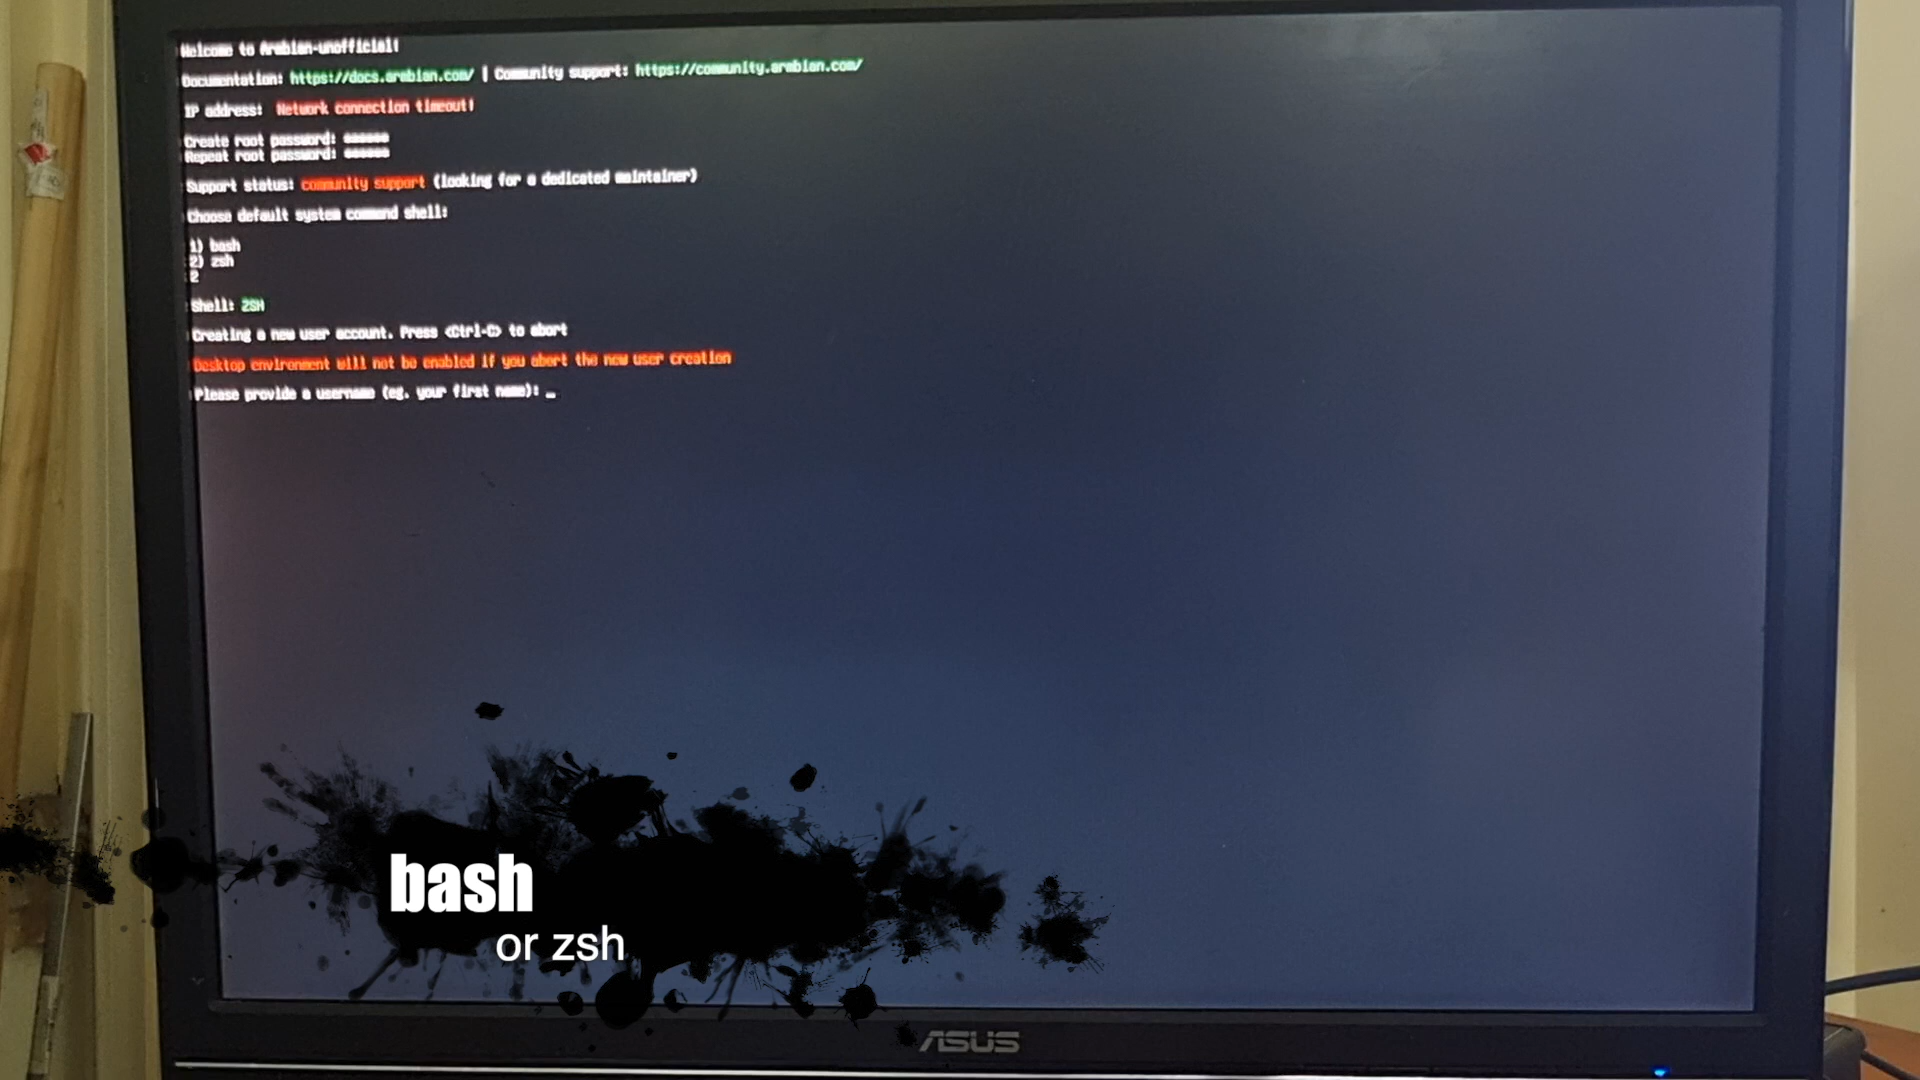 Welcome to Armbian-unofficial!
Documentation: https://docs.armbian.com/ | Community support: https://community.armbian.com/
IP address: Network connection timeout!
Create root password: ******
Repeat root password: ******
Support status: community support (looking for a dedicated maintainer)
Choose default system command shell:
1) bash
2) zsh
2
Shell: ZSH
Creating a new user account. Press <Ctrl-C> to abort
Desktop environment will not be enabled if you abort the new user creation
Please provide a username (eg. your first name): _
bash
or zsh
ASUS